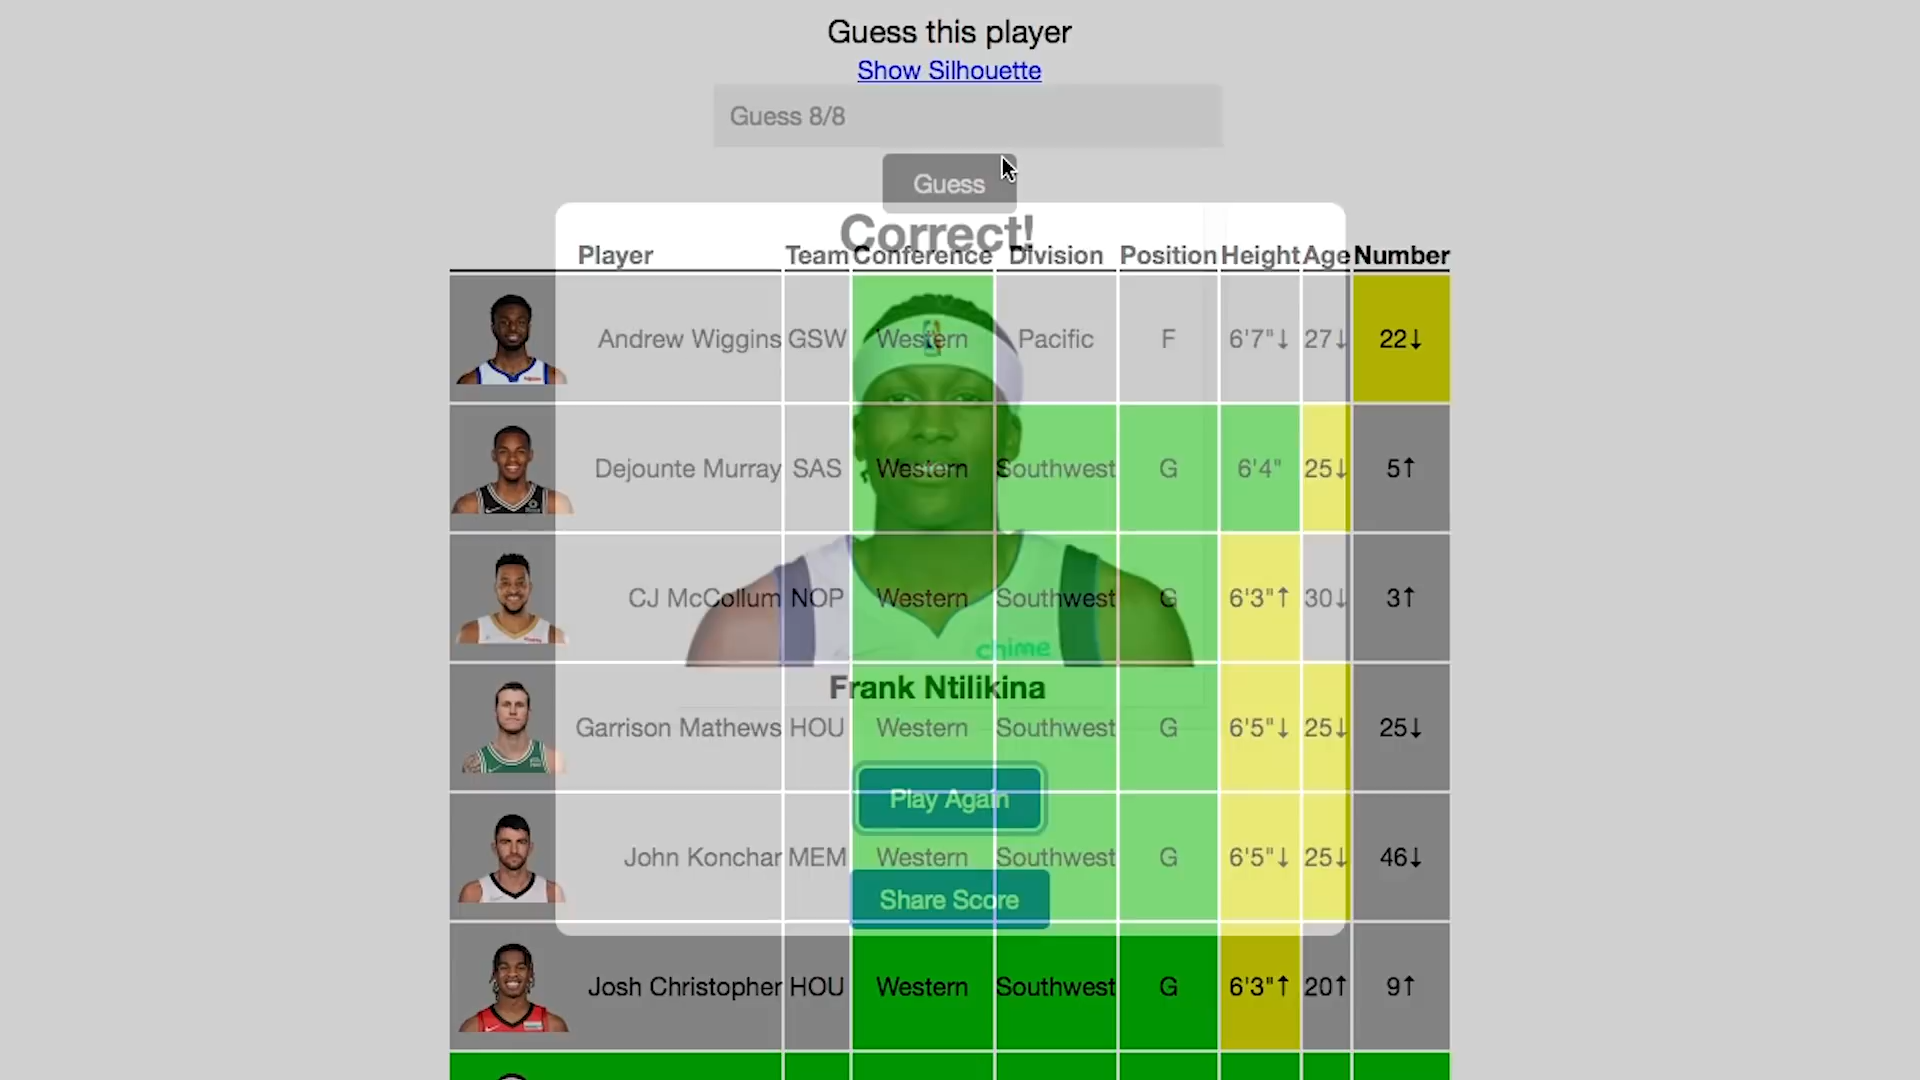 Guess this player
Show Silhouette
Guess 8/8
Guess
Correct!
Player Team Conference Division Position Height Age Number
Andrew Wiggins GSW Western Pacific F 6'7"↓ 27↓ 22↓
Dejounte Murray SAS Western Southwest G 6'4" 25↓ 5↑
CJ McCollum NOP Western Southwest G 6'3"↑ 30↓ 3↑
chime
Frank Ntilikina
Garrison Mathews HOU Western Southwest G 6'5"↓ 25↓ 25↓
Play Again
John Konchar MEM Western Southwest G 6'5"↓ 25↓ 46↓
Share Score
Josh Christopher HOU Western Southwest G 6'3"↑ 20↑ 9↑